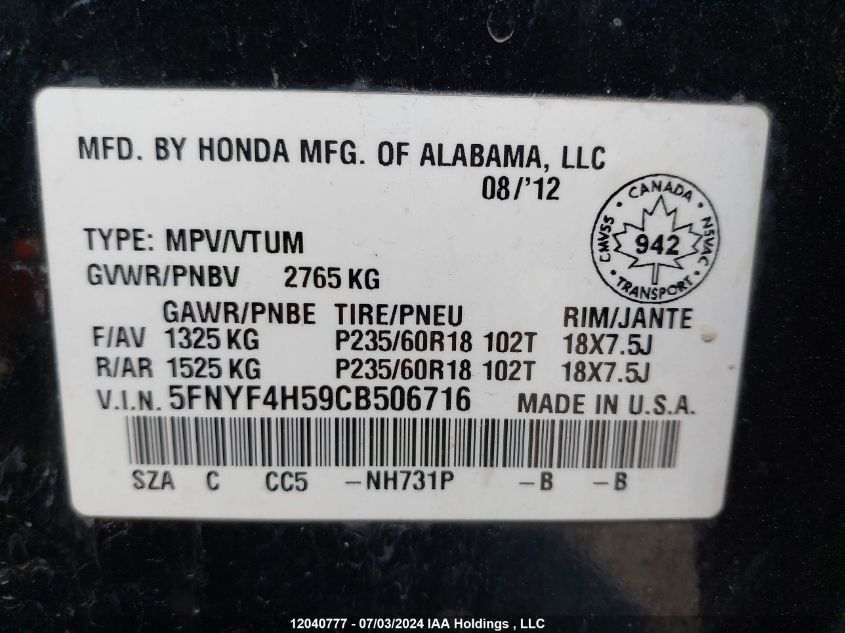 MFD. BY HONDA MFG. OF ALABAMA, LLC
08/'12
CANADA
CMVSS 942 NSVAC
TRANSPORT
TYPE: MPV/VTUM
GVWR/PNBV 2765 KG
GAWR/PNBE TIRE/PNEU RIM/JANTE
F/AV 1325 KG P235/60R18 102T 18X7.5J
R/AR 1525 KG P235/60R18 102T 18X7.5J
V.I.N. 5FNYF4H59CB506716 MADE IN U.S.A.
SZA C CC5 -NH731P -B -B
12040777 - 07/03/2024 IAA Holdings , LLC